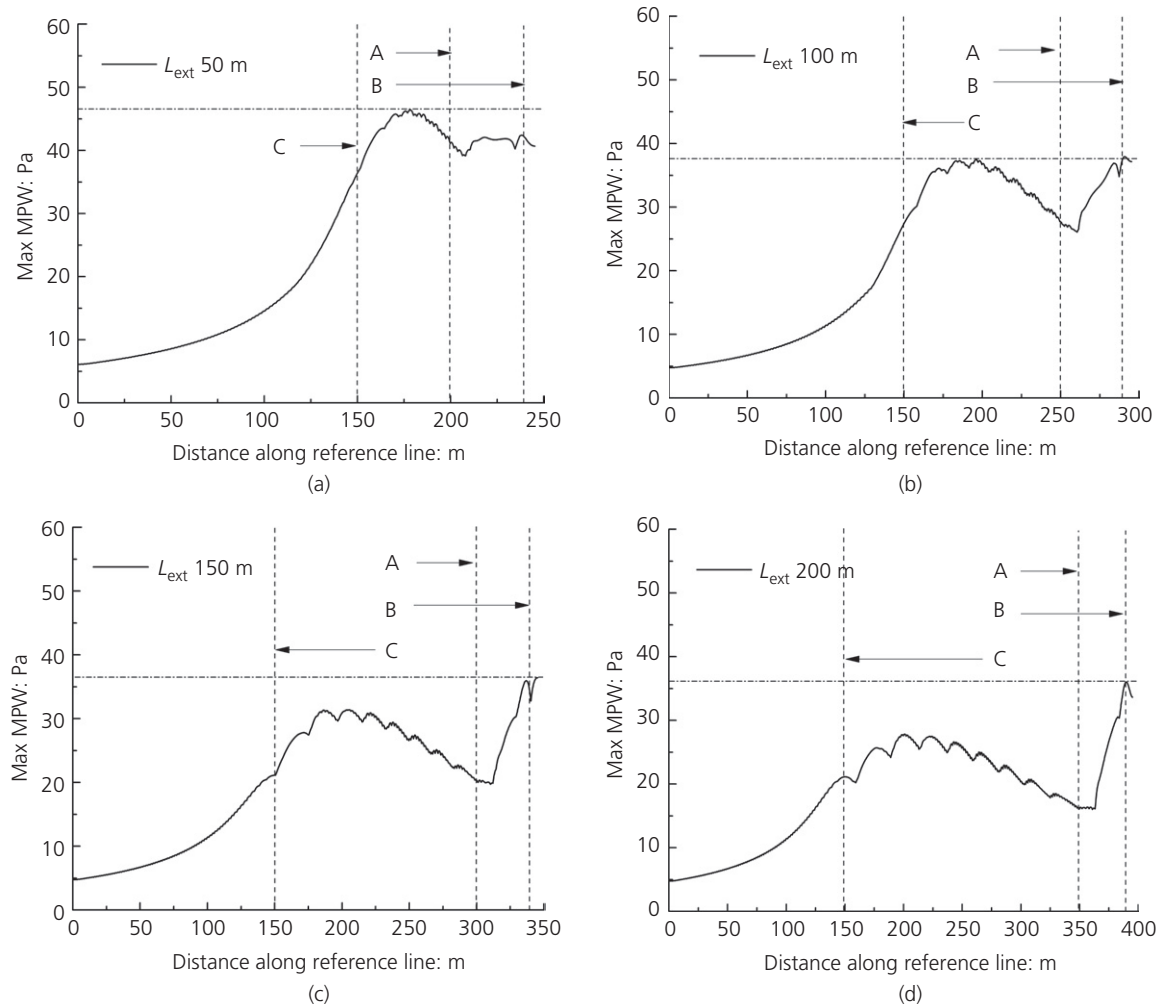 60
50
40
30
20
10
0
Max MPW: Pa
L_ext 50 m
A
B
C
0 50 100 150 200 250
Distance along reference line: m
(a)
60
50
40
30
20
10
0
Max MPW: Pa
L_ext 100 m
A
B
C
0 50 100 150 200 250 300
Distance along reference line: m
(b)
60
50
40
30
20
10
0
Max MPW: Pa
L_ext 150 m
A
B
C
0 50 100 150 200 250 300 350
Distance along reference line: m
(c)
60
50
40
30
20
10
0
Max MPW: Pa
L_ext 200 m
A
B
C
0 50 100 150 200 250 300 350 400
Distance along reference line: m
(d)